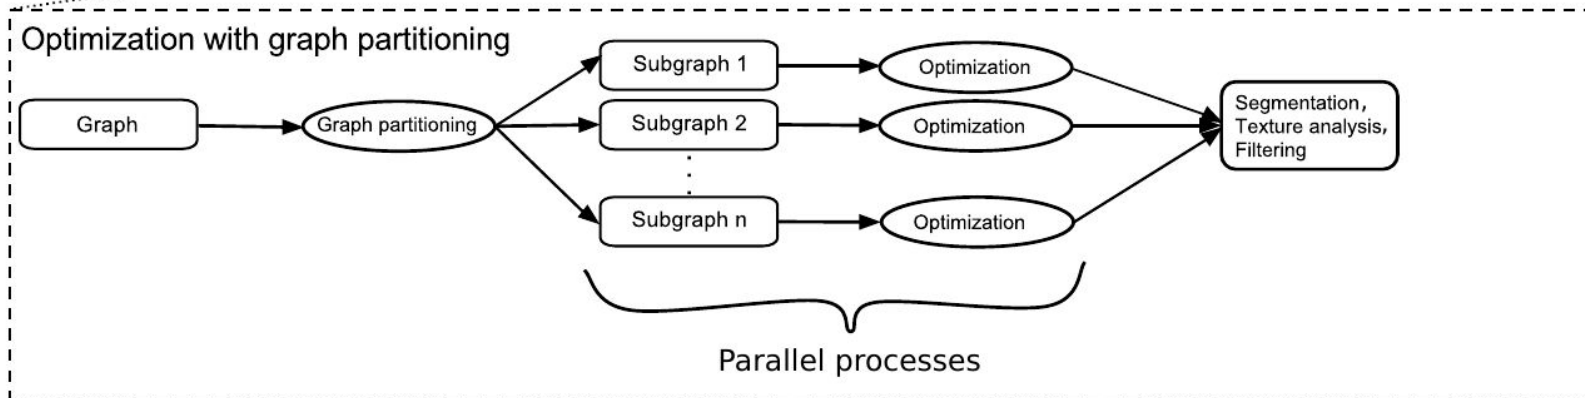 Optimization with graph partitioning
Graph
Graph partitioning
Subgraph 1
Optimization
Subgraph 2
Optimization
Subgraph n
Optimization
Segmentation,
Texture analysis,
Filtering
Parallel processes